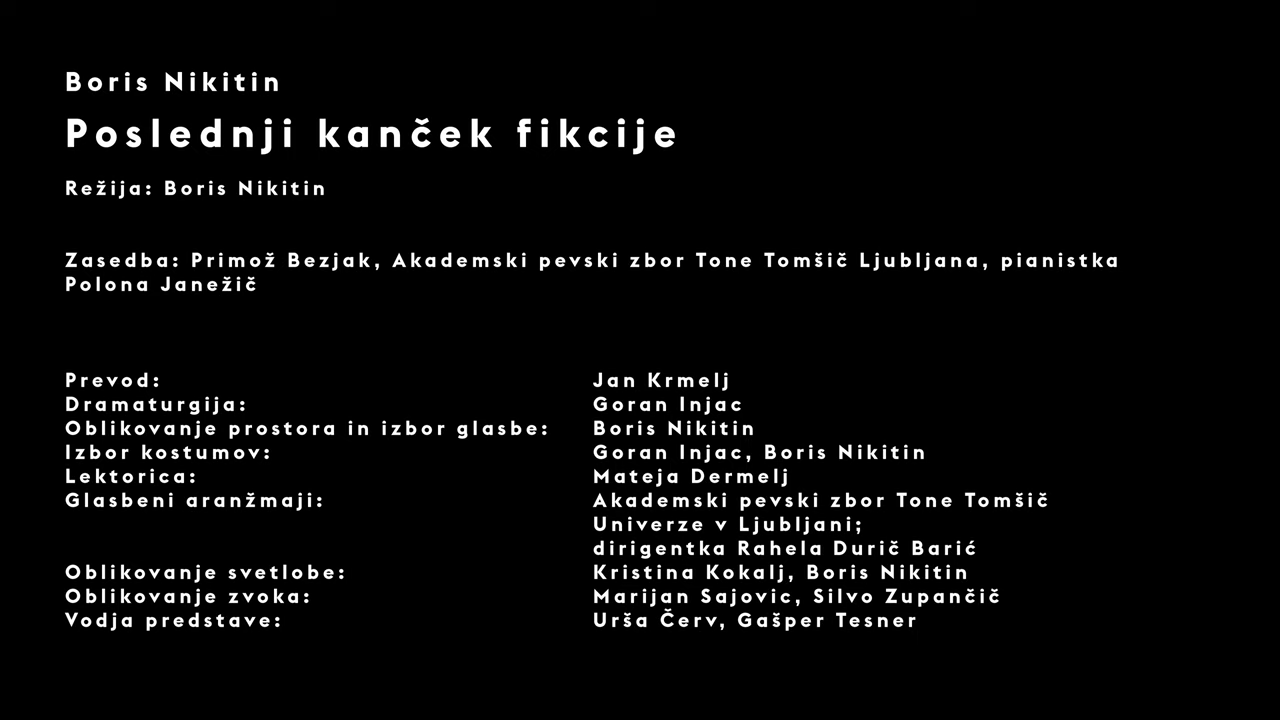 Boris Nikitin
Poslednji kanček fikcije
Režija: Boris Nikitin
Zasedba: Primož Bezjak, Akademski pevski zbor Tone Tomšič Ljubljana, pianistka
Polona Janežič
Prevod: Jan Krmelj
Dramaturgija: Goran Injac
Oblikovanje prostora in izbor glasbe: Boris Nikitin
Izbor kostumov: Goran Injac, Boris Nikitin
Lektorica: Mateja Dermelj
Glasbeni aranžmaji: Akademski pevski zbor Tone Tomšič
Univerze v Ljubljani;
dirigentka Rahela Durič Barić
Oblikovanje svetlobe: Kristina Kokalj, Boris Nikitin
Oblikovanje zvoka: Marijan Sajovic, Silvo Zupančič
Vodja predstave: Urša Červ, Gašper Tesner